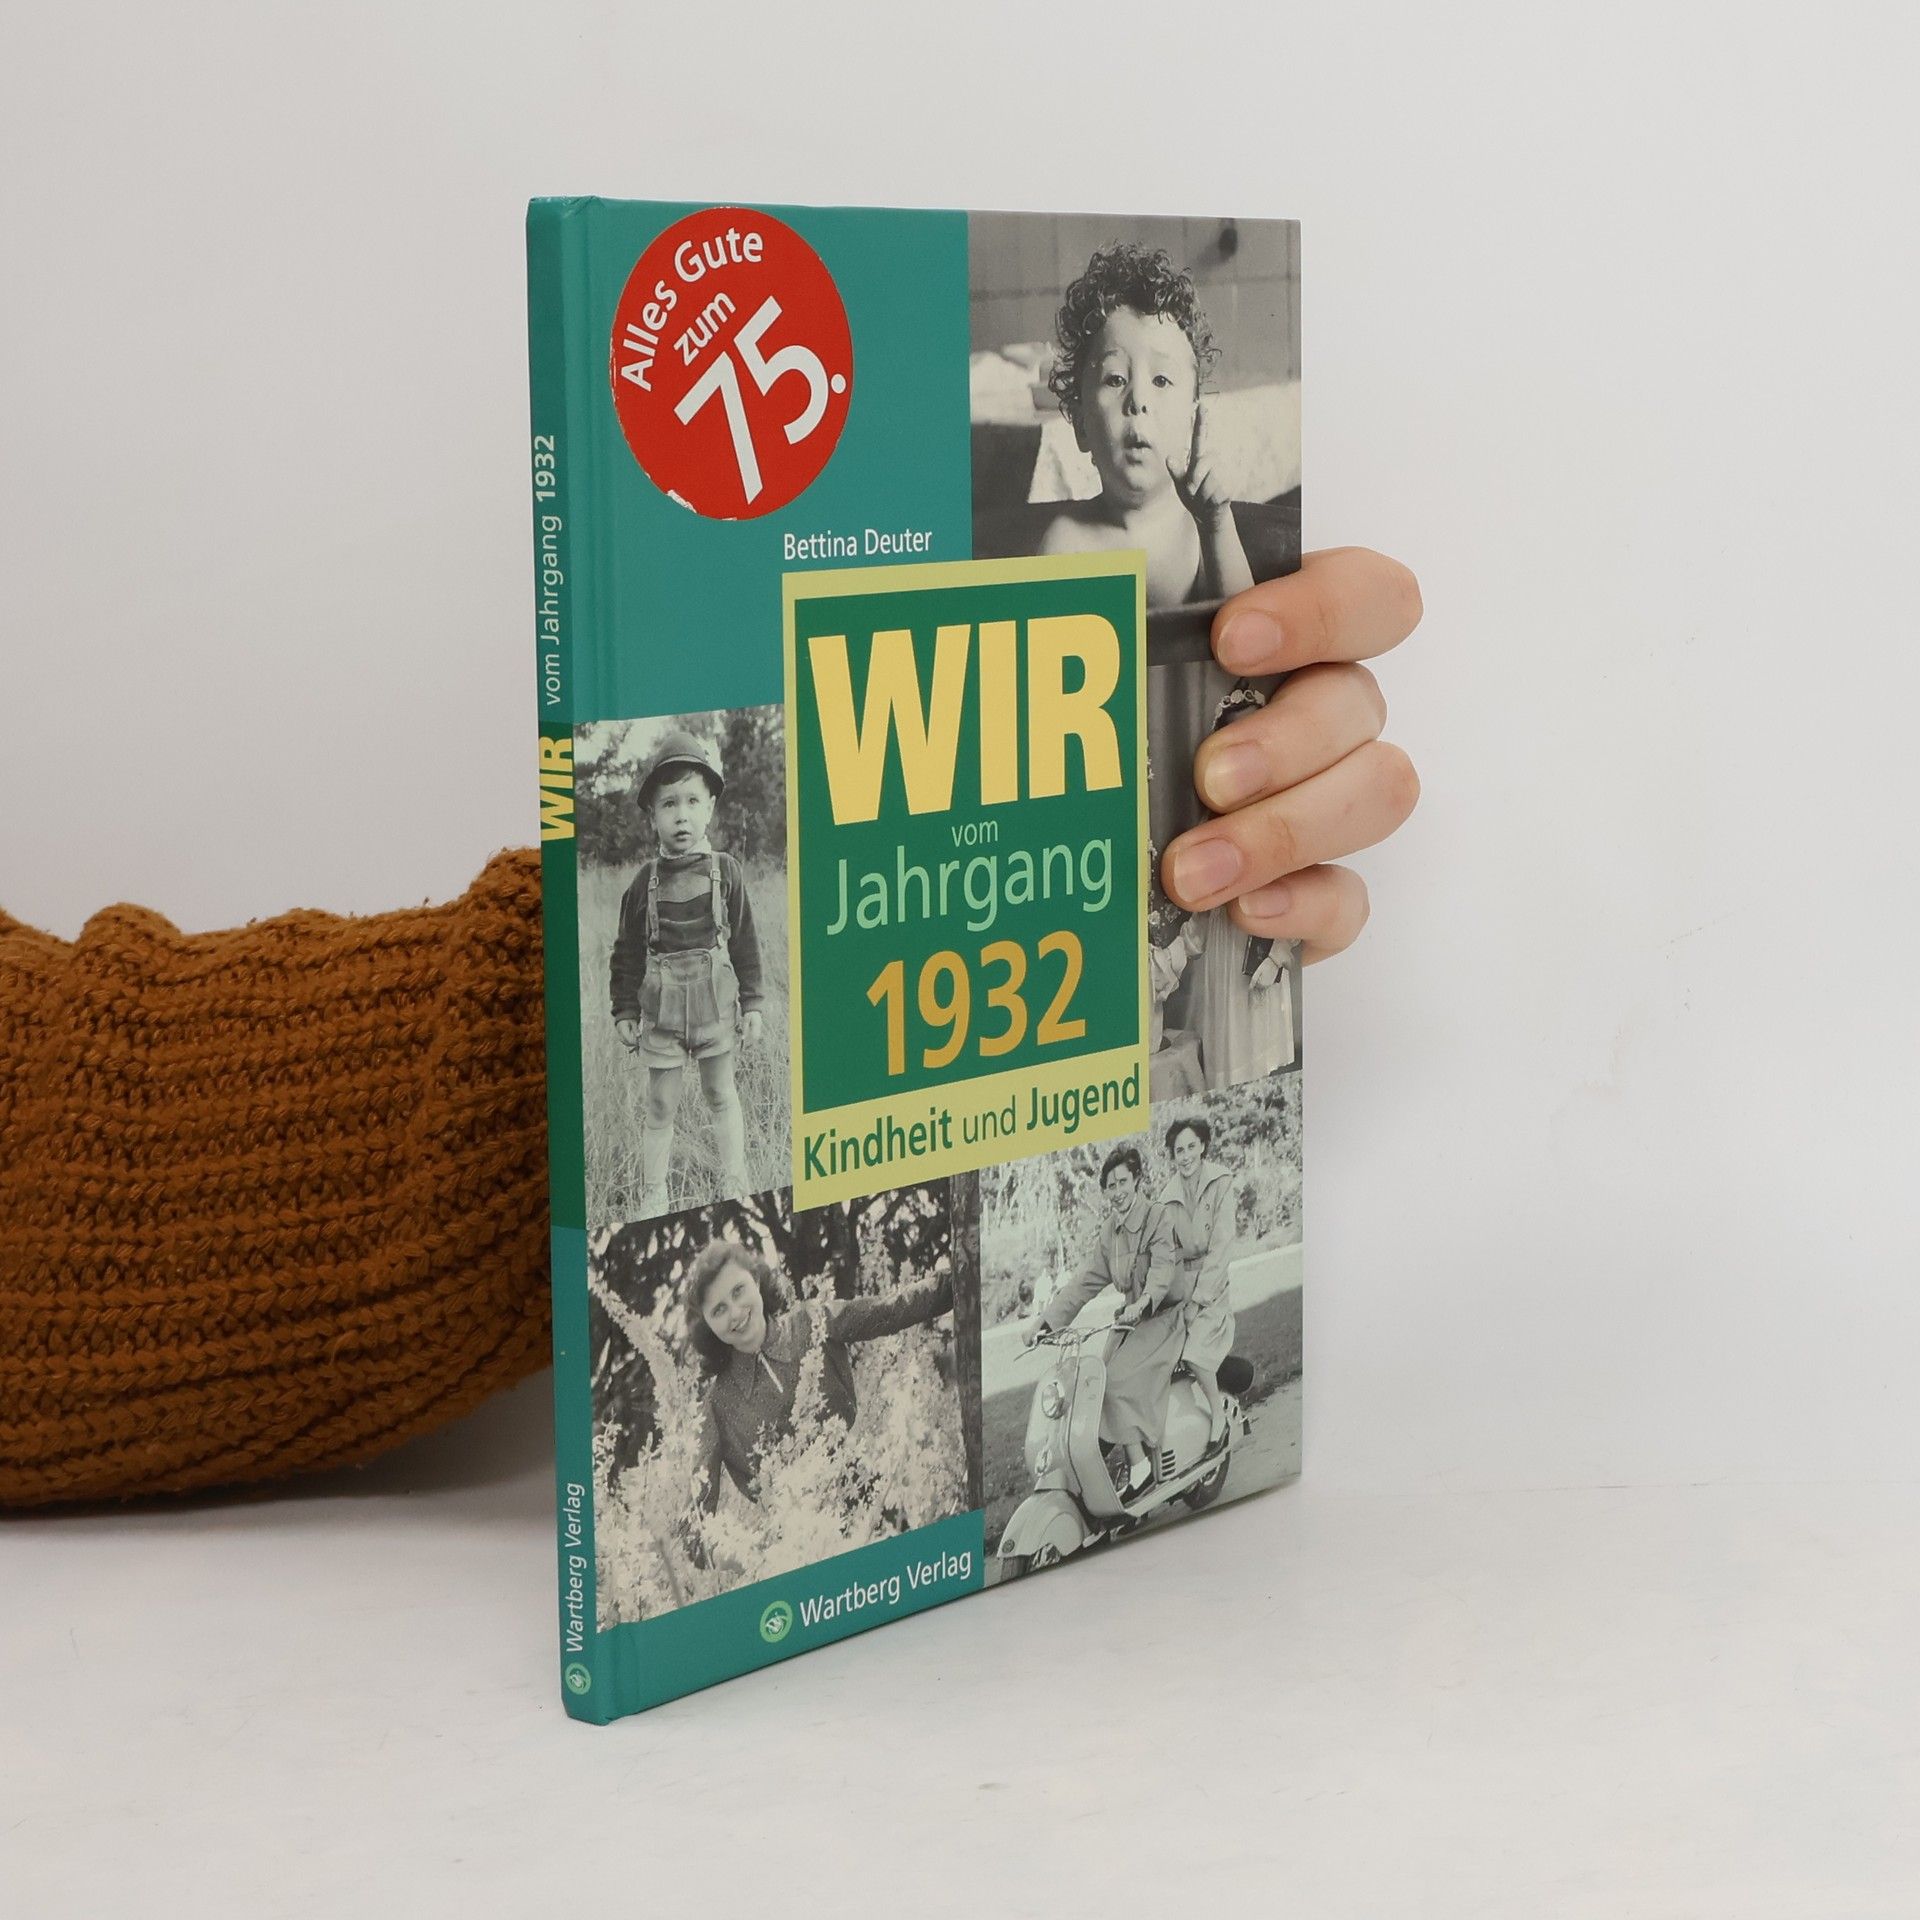 Alles Gute
zum
75.
Bettina Deuter
WIR
vom
Jahrgang
1932
Kindheit und Jugend
Wartberg Verlag
WIR vom Jahrgang 1932
Wartberg Verlag